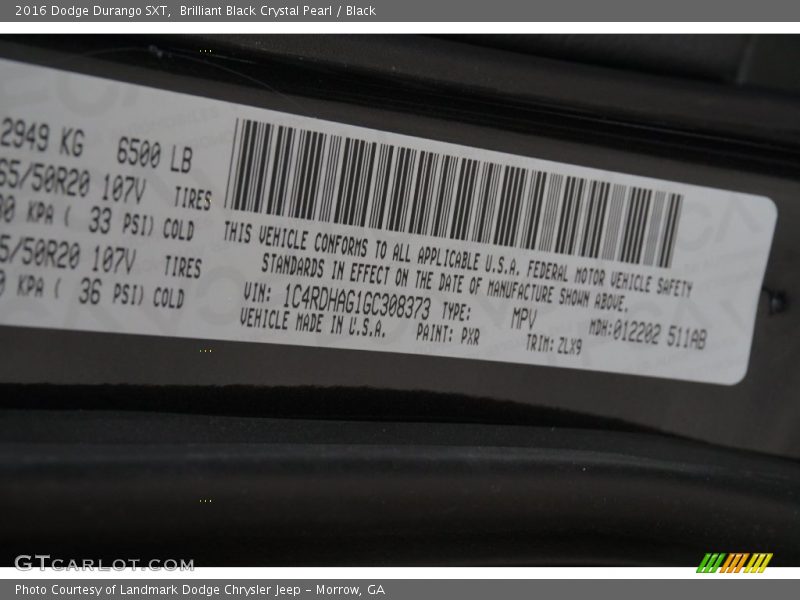 2016 Dodge Durango SXT,  Brilliant Black Crystal Pearl / Black
2949 KG 6500 LB
65/50R20 107V TIRES
KPA ( 33 PSI) COLD
5/50R20 107V TIRES
0 KPA ( 36 PSI) COLD
THIS VEHICLE CONFORMS TO ALL APPLICABLE U.S.A. FEDERAL MOTOR VEHICLE SAFETY
STANDARDS IN EFFECT ON THE DATE OF MANUFACTURE SHOWN ABOVE.
VIN: 1C4RDHAG1GC308373 TYPE: MPV MDH:012202 511AB
VEHICLE MADE IN U.S.A. PAINT: PXR TRIM: ZLX9
GTCARLOT.COM
Photo Courtesy of Landmark Dodge Chrysler Jeep – Morrow, GA